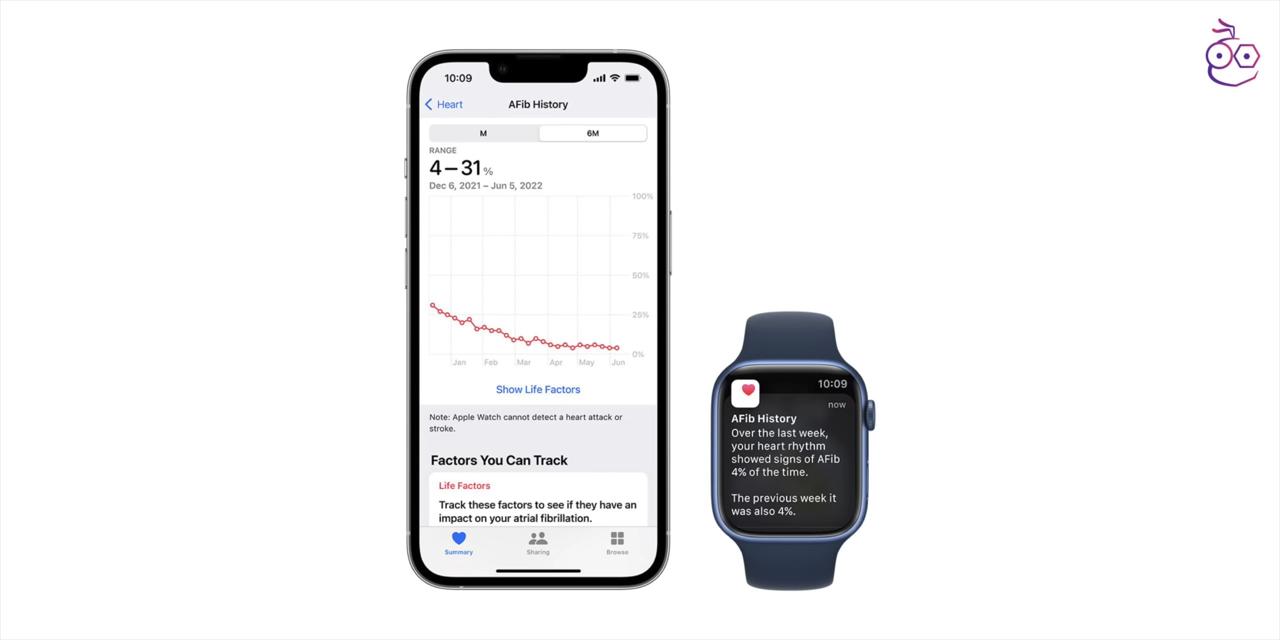 10:09
Heart
AFib History
M
6M
RANGE
4–31 %
Dec 6, 2021 – Jun 5, 2022
100%
75%
50%
25%
0%
Jan Feb Mar Apr May Jun
Show Life Factors
Note: Apple Watch cannot detect a heart attack or
stroke.
Factors You Can Track
Life Factors
Track these factors to see if they have an
impact on your atrial fibrillation.
Summary
Sharing
Browse
10:09
now
AFib History
Over the last week,
your heart rhythm
showed signs of AFib
4% of the time.
The previous week it
was also 4%.